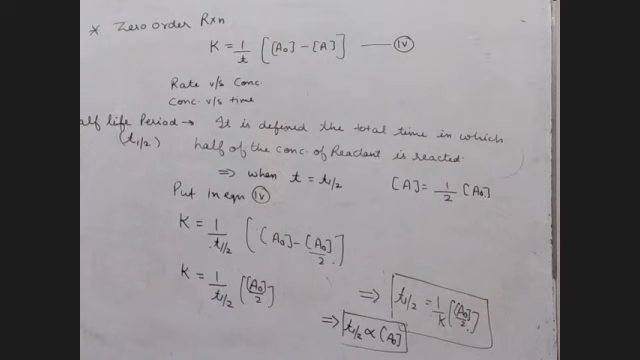 * Zero order Rxn
K = 1/t [[A₀] - [A]] —— (iv)
Rate v/s Conc.
Conc. v/s time
alf life Period → It is defined the total time in which
(t1/2) half of the conc. of Reactant is reacted.
⇒ when t = t1/2 [A] = 1/2 [A₀]
Put in eqn (iv)
K = 1/t1/2 [[A₀] - [A₀]/2]
K = 1/t1/2 [[A₀]/2] ⇒ t1/2 = 1/K [[A₀]/2]
⇒ t1/2 ∝ [A₀]